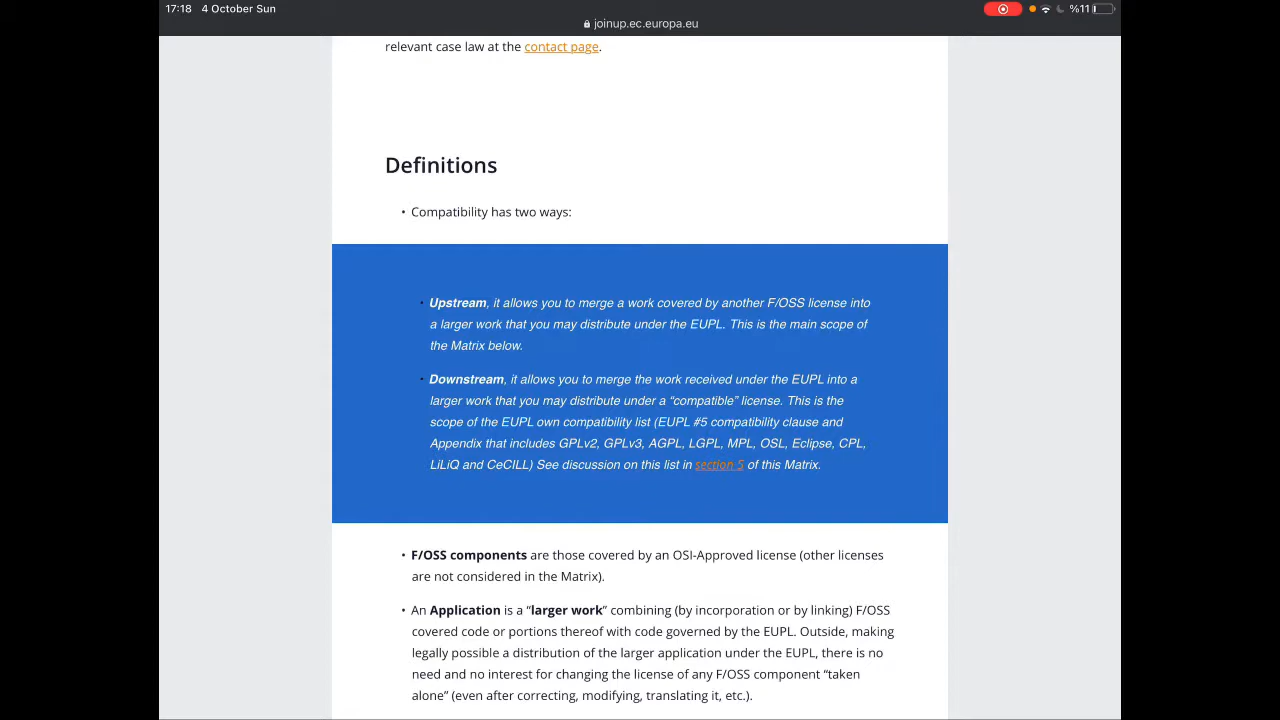 17:18 4 October Sun %11
joinup.ec.europa.eu
relevant case law at the contact page.
Definitions
• Compatibility has two ways:
• Upstream, it allows you to merge a work covered by another F/OSS license into
a larger work that you may distribute under the EUPL. This is the main scope of
the Matrix below.
• Downstream, it allows you to merge the work received under the EUPL into a
larger work that you may distribute under a “compatible” license. This is the
scope of the EUPL own compatibility list (EUPL #5 compatibility clause and
Appendix that includes GPLv2, GPLv3, AGPL, LGPL, MPL, OSL, Eclipse, CPL,
LiLiQ and CeCILL) See discussion on this list in section 5 of this Matrix.
• F/OSS components are those covered by an OSI-Approved license (other licenses
are not considered in the Matrix).
• An Application is a “larger work” combining (by incorporation or by linking) F/OSS
covered code or portions thereof with code governed by the EUPL. Outside, making
legally possible a distribution of the larger application under the EUPL, there is no
need and no interest for changing the license of any F/OSS component “taken
alone” (even after correcting, modifying, translating it, etc.).